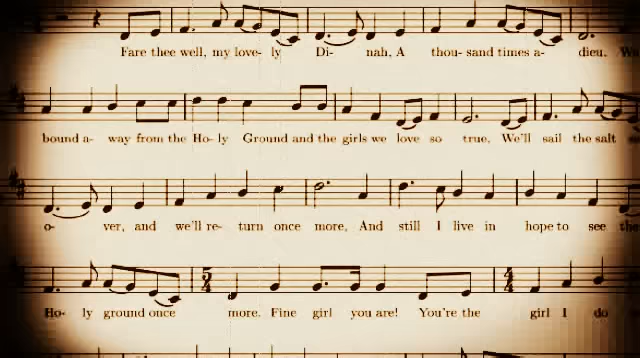 Fare thee well, my love- ly Di- nah, A thou- sand times a- dieu. We
bound a- way from the Ho- ly Ground and the girls we love so true. We'll sail the salt
o- ver, and we'll re- turn once more, And still I live in hope to see the
Ho- ly ground once more. Fine girl you are! You're the girl I do